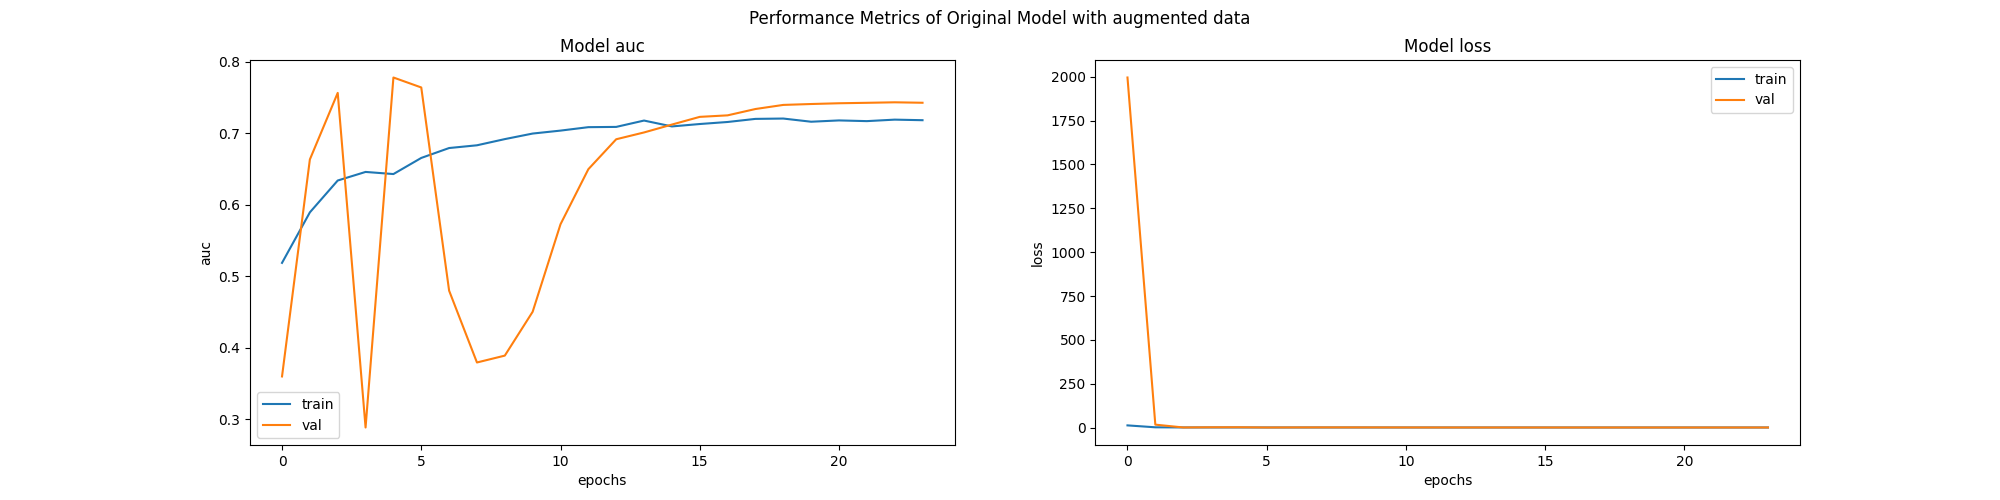 Performance Metrics of Original Model with augmented data
Model auc
0.8
0.7
0.6
0.5
0.4
0.3
auc
train
val
0 5 10 15 20
epochs
Model loss
2000
1750
1500
1250
1000
750
500
250
0
loss
train
val
0 5 10 15 20
epochs